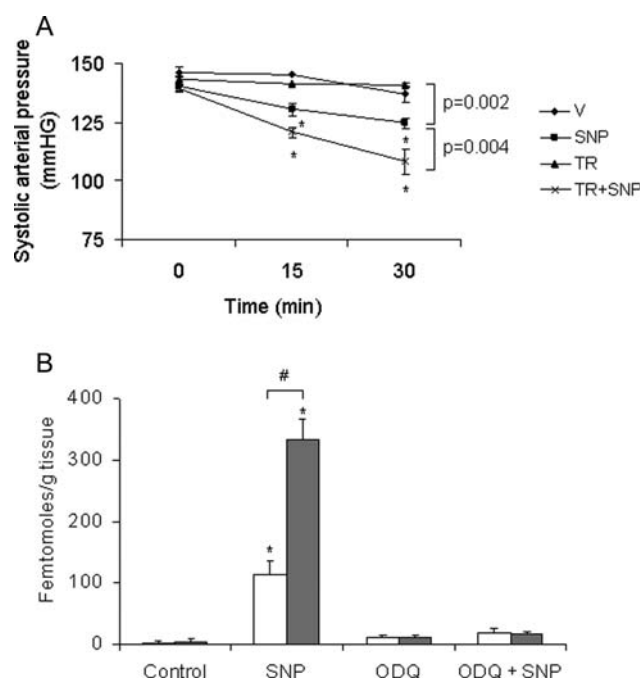 A
Systolic arterial pressure
(mmHG)
150
125
100
75
0
15
30
Time (min)
*
*
*
*
p=0.002
p=0.004
V
SNP
TR
TR+SNP
B
Femtomoles/g tissue
400
300
200
100
0
#
*
*
Control
SNP
ODQ
ODQ + SNP